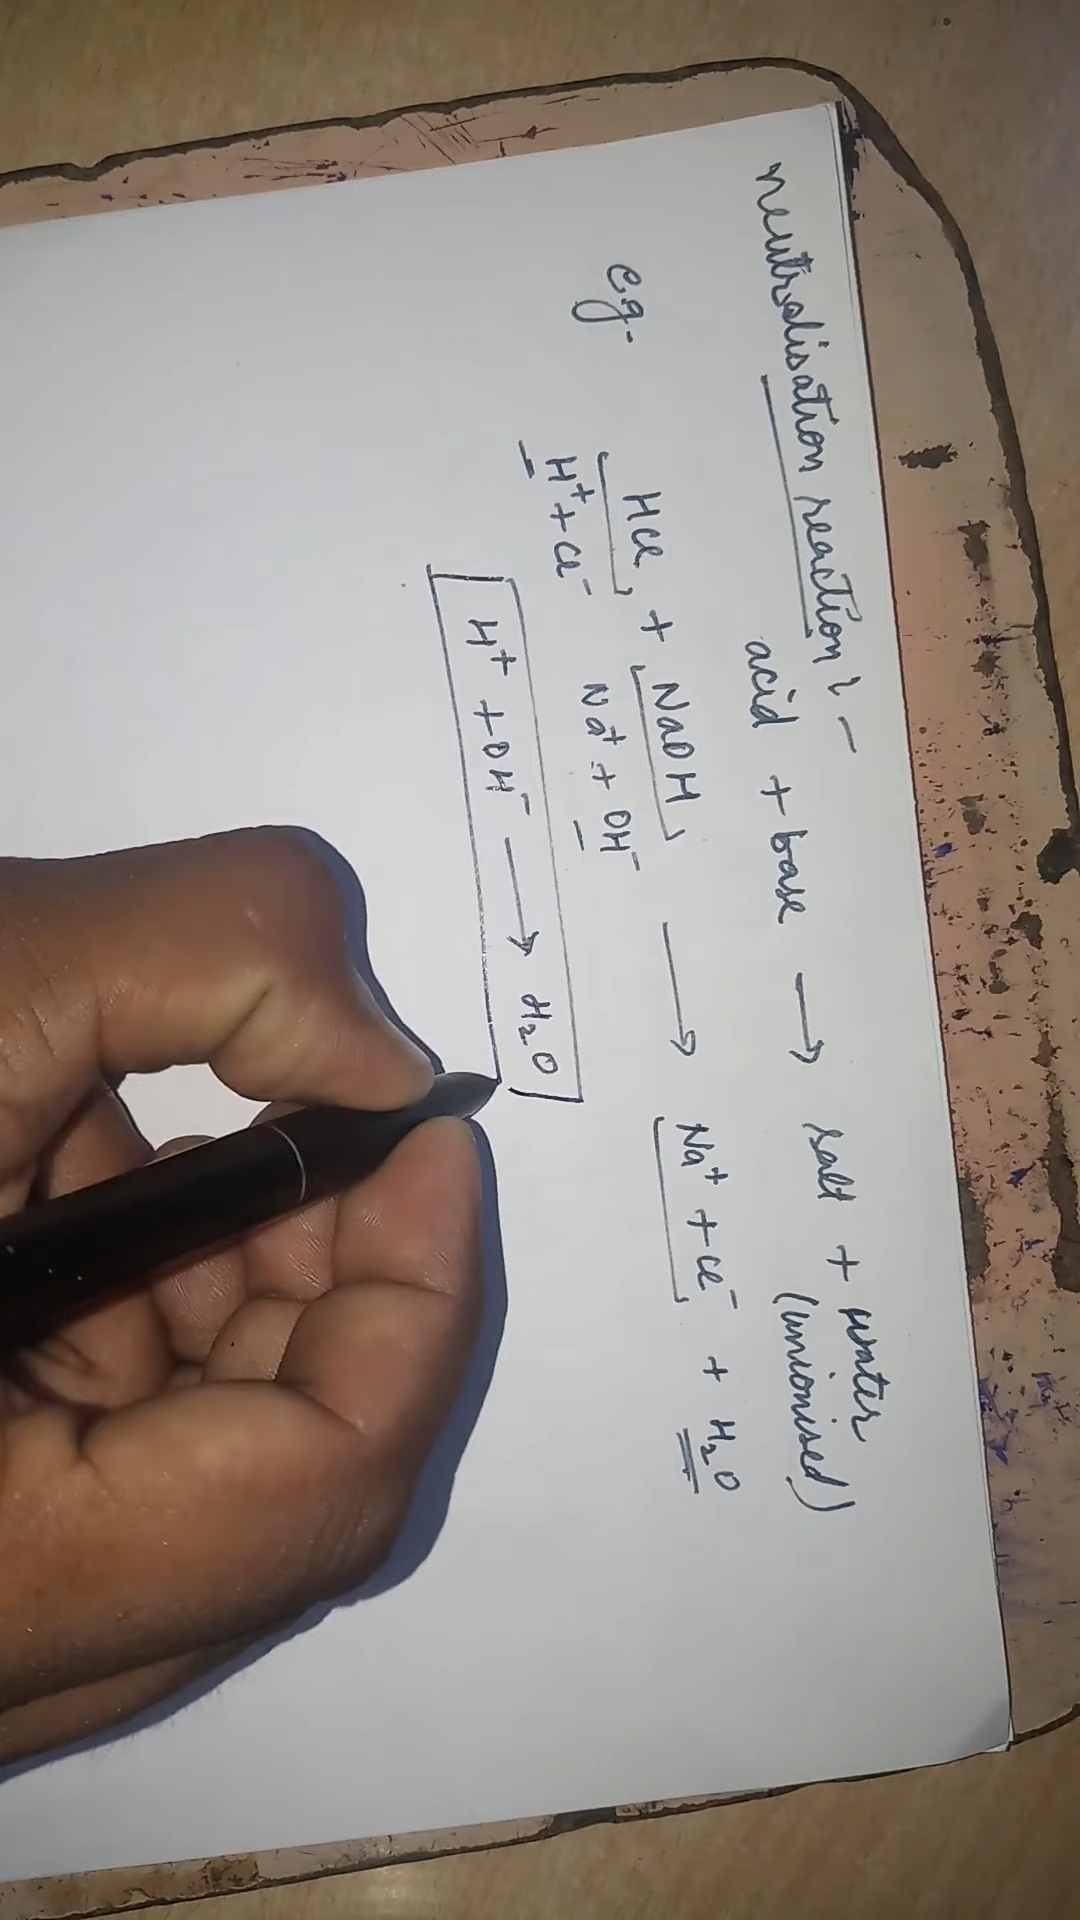 neutralisation reaction :-
acid + base → salt + water
(unionised)
e.g. HCl + NaOH → Na⁺ + Cl⁻ + H₂O
H⁺ + Cl⁻ Na⁺ + OH⁻
H⁺ + OH⁻ → H₂O